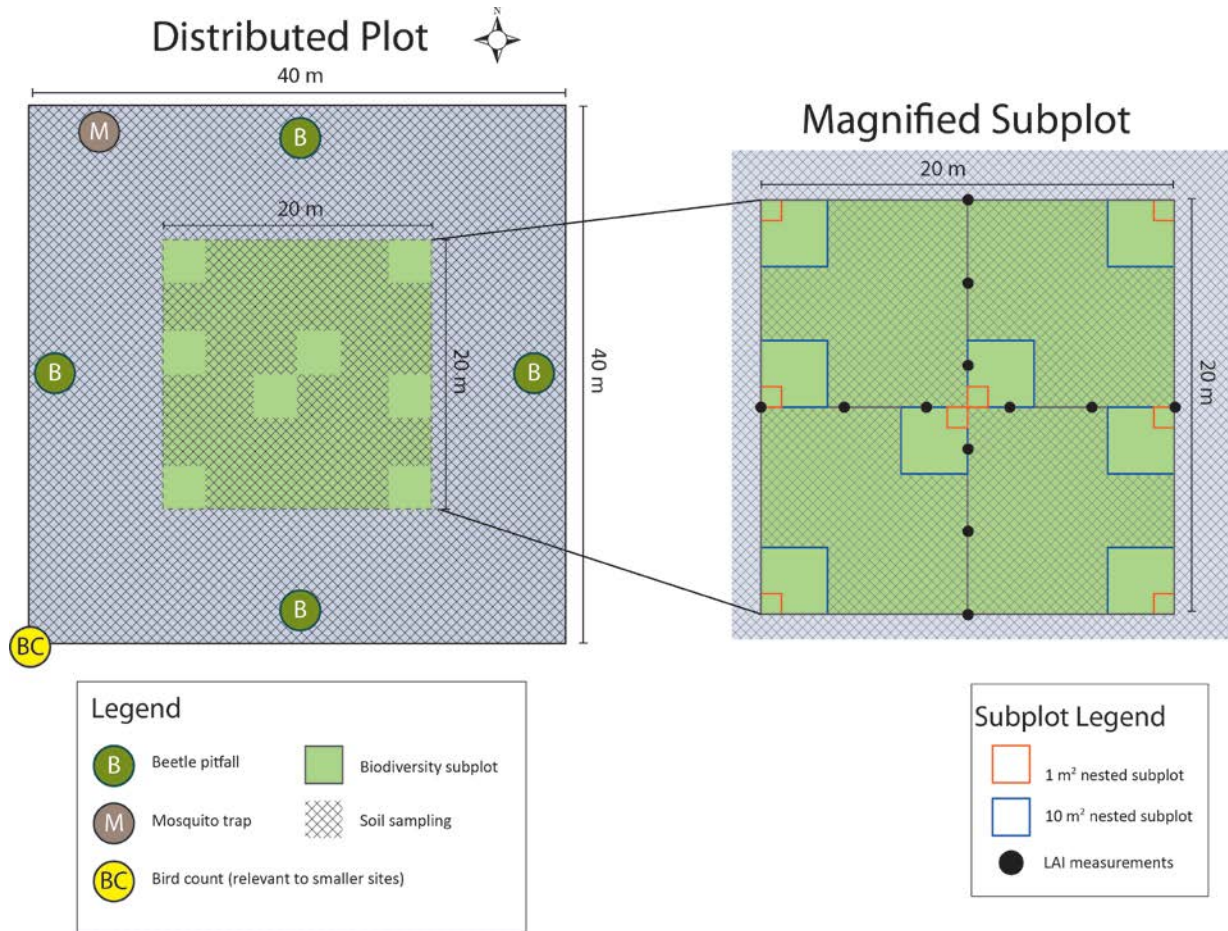 N
Distributed Plot
40 m
M
B
20 m
B
B
20 m
40 m
B
BC
Magnified Subplot
20 m
20 m
Legend
B Beetle pitfall
Biodiversity subplot
M Mosquito trap
Soil sampling
BC Bird count (relevant to smaller sites)
Subplot Legend
1 m² nested subplot
10 m² nested subplot
LAI measurements